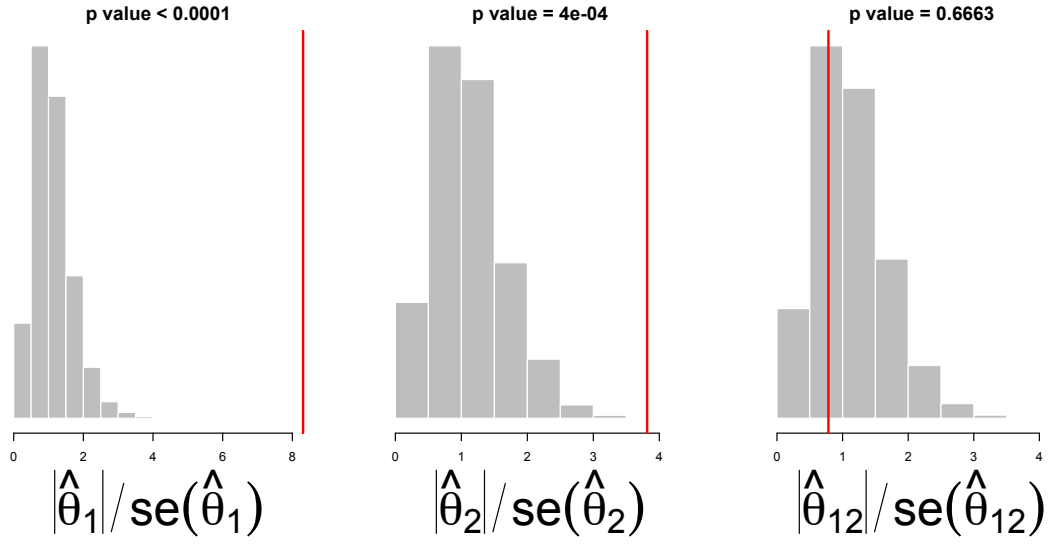 p value < 0.0001
0 2 4 6 8
|θ̂₁|/se(θ̂₁)
p value = 4e-04
0 1 2 3 4
|θ̂₂|/se(θ̂₂)
p value = 0.6663
0 1 2 3 4
|θ̂₁₂|/se(θ̂₁₂)